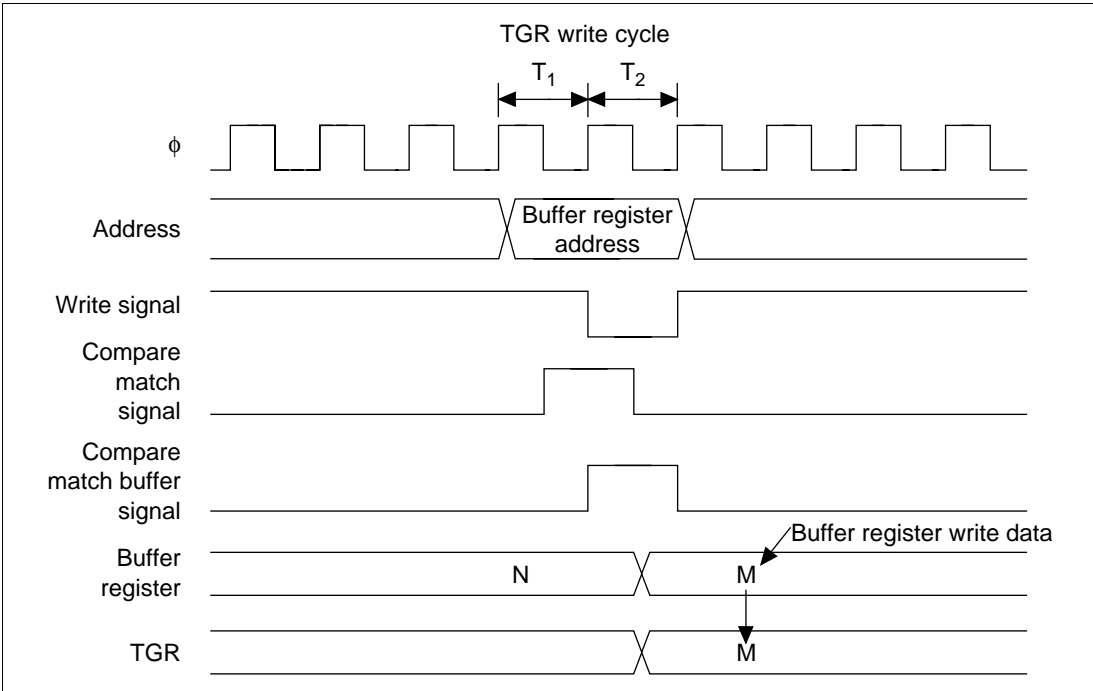 TGR write cycle
T1 T2
ϕ
Address
Buffer register
address
Write signal
Compare
match
signal
Compare
match buffer
signal
Buffer register write data
Buffer
register
N M
TGR
M